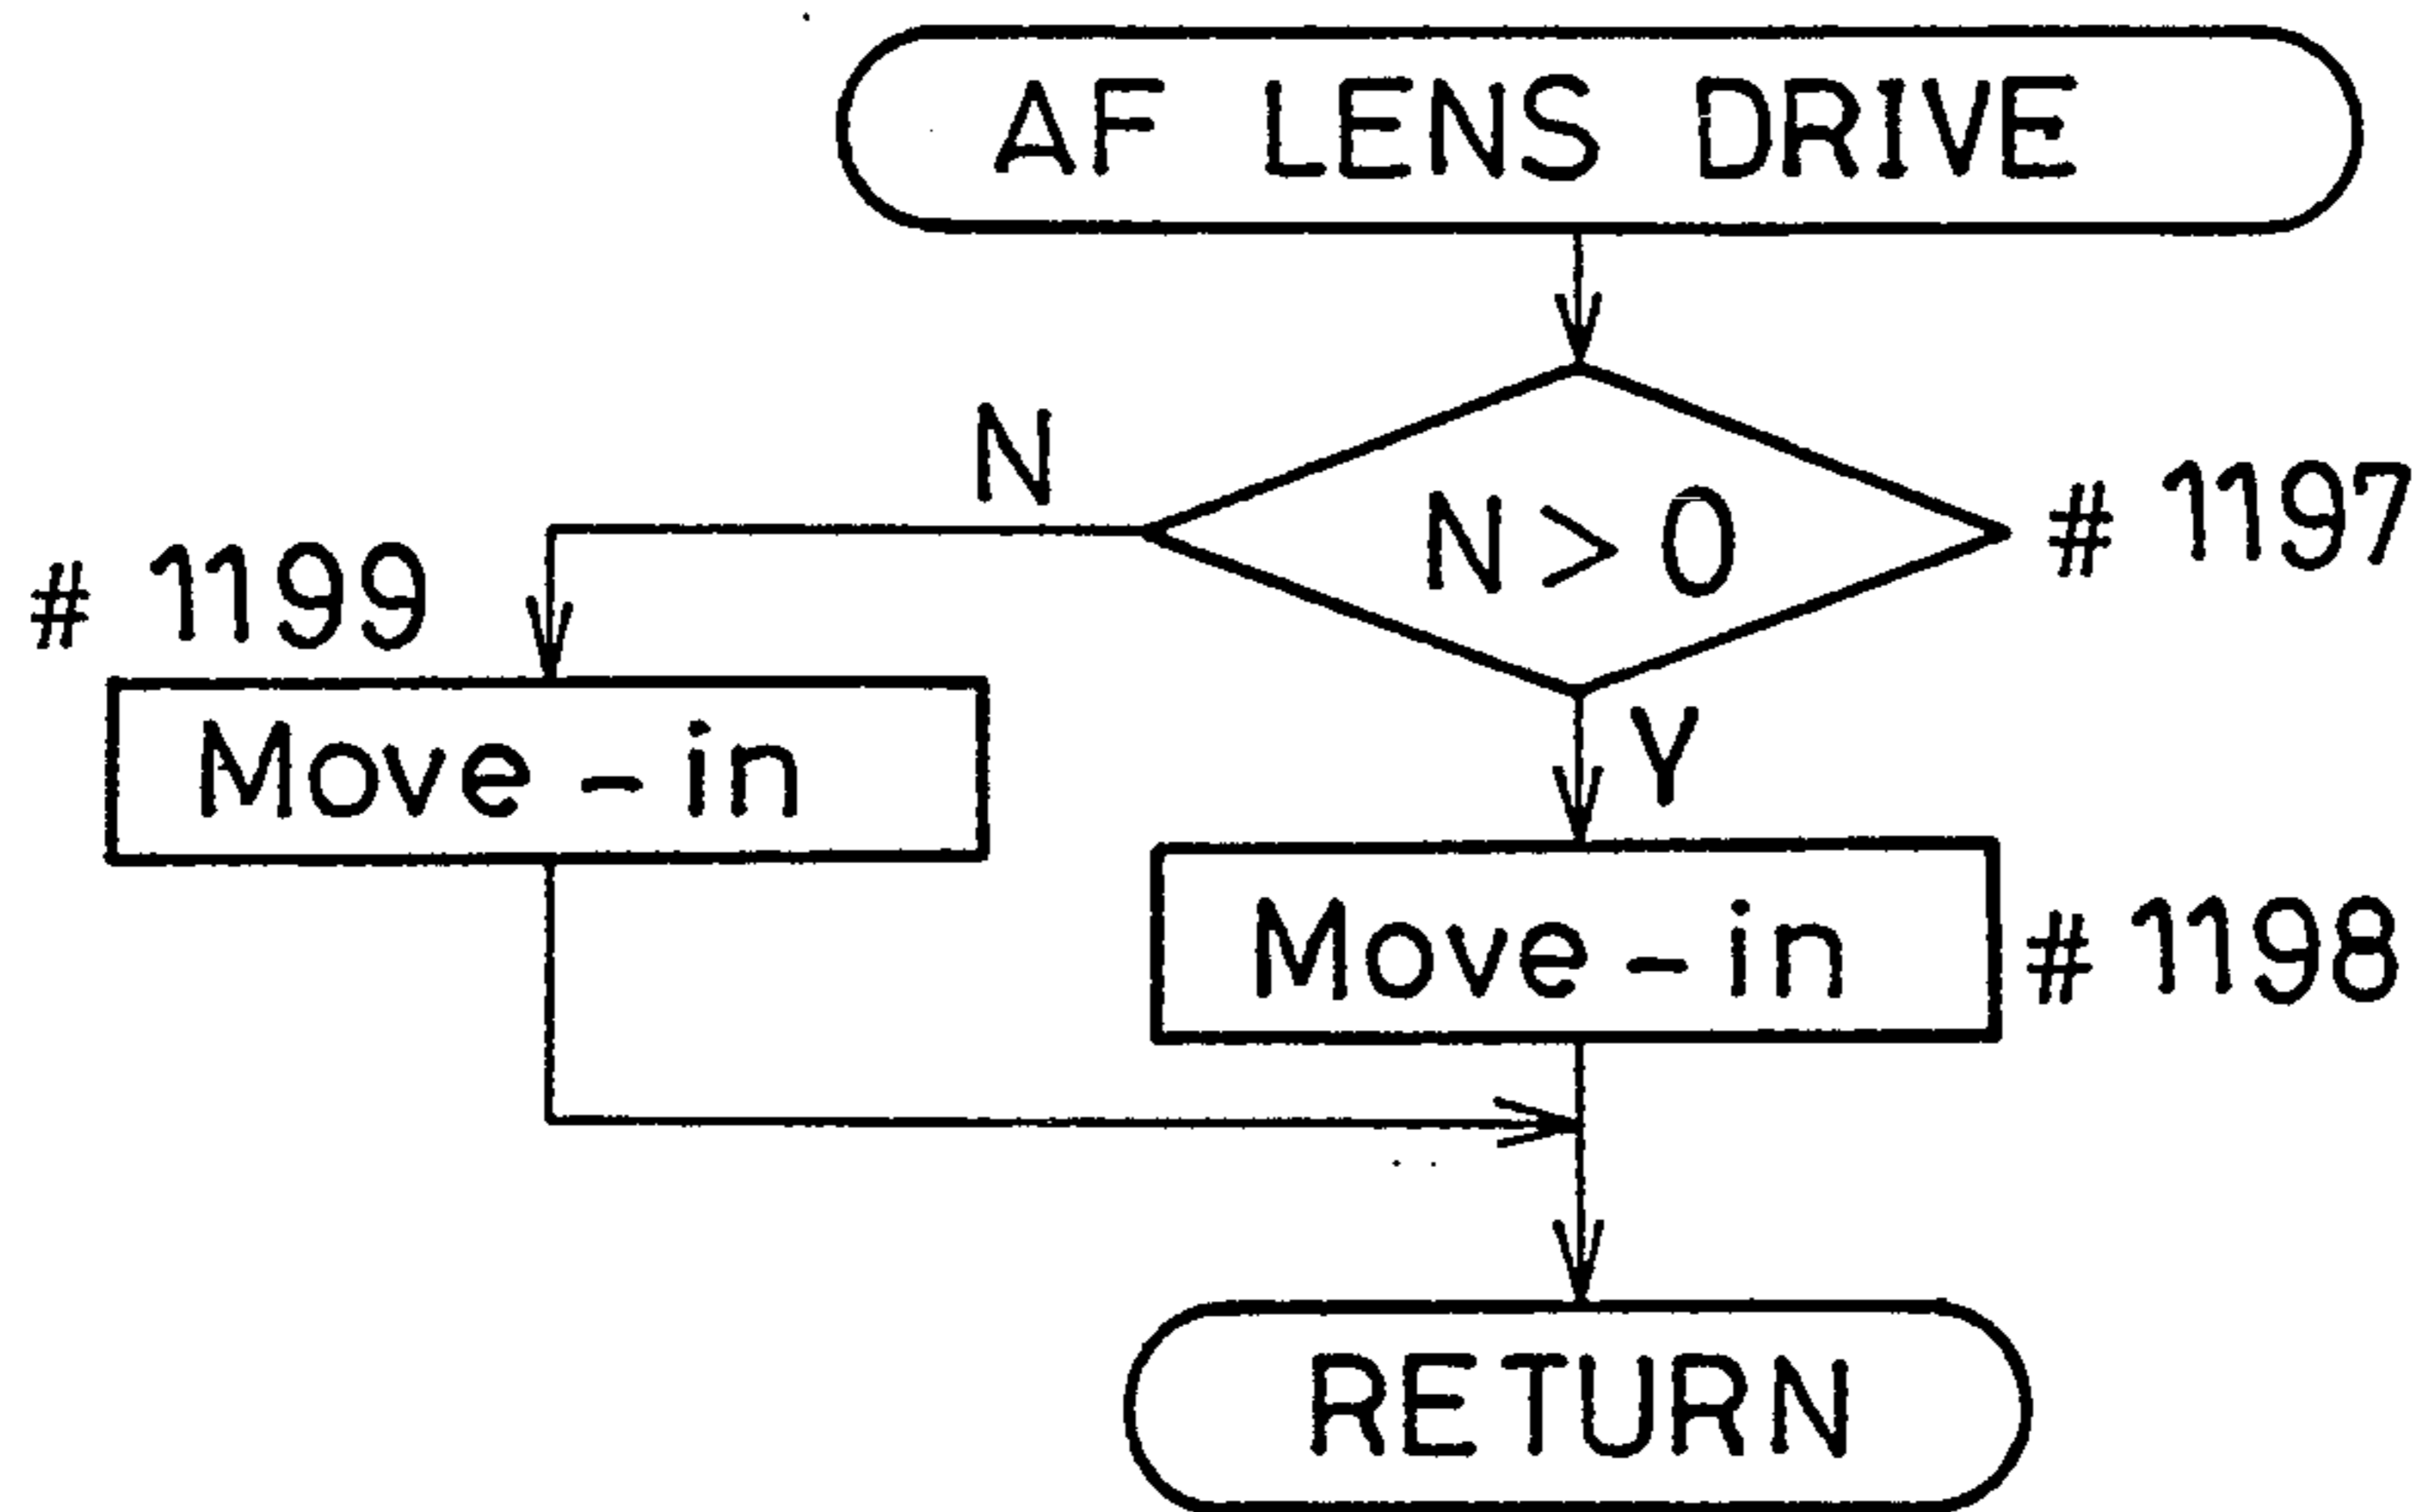 AF LENS DRIVE
N
N>0
# 1197
# 1199
Move-in
Y
Move-in
# 1198
RETURN